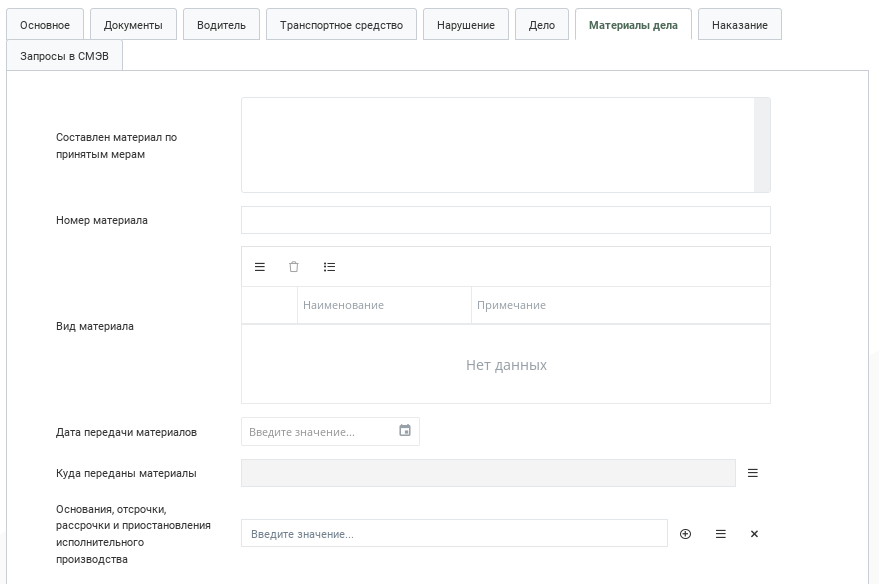 Основное
Документы
Водитель
Транспортное средство
Нарушение
Дело
Материалы дела
Наказание
Запросы в СМЭВ
Составлен материал по
принятым мерам
Номер материала
Вид материала
Наименование
Примечание
Нет данных
Дата передачи материалов
Введите значение...
Куда переданы материалы
Основания, отсрочки,
рассрочки и приостановления
исполнительного
производства
Введите значение...